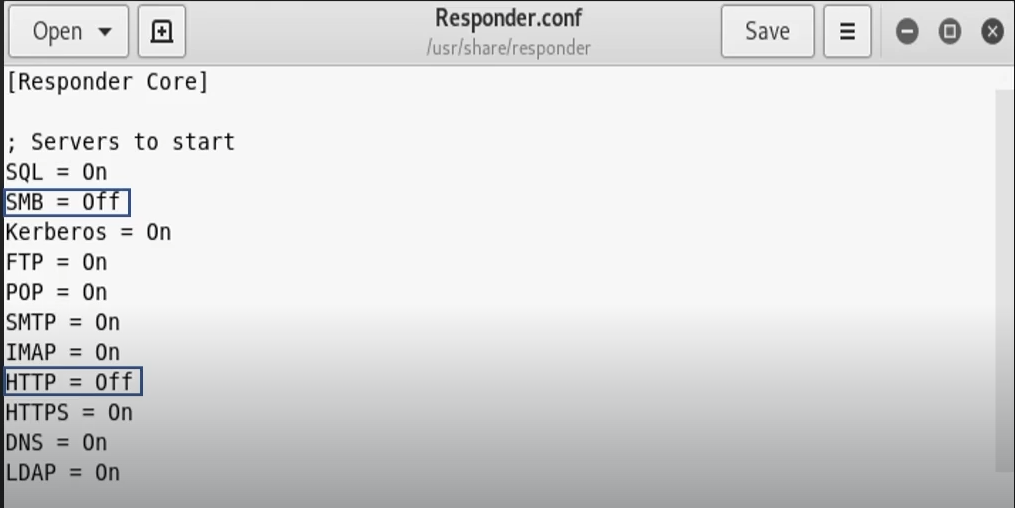 Open
Responder.conf
/usr/share/responder
Save
[Responder Core]
; Servers to start
SQL = On
SMB = Off
Kerberos = On
FTP = On
POP = On
SMTP = On
IMAP = On
HTTP = Off
HTTPS = On
DNS = On
LDAP = On